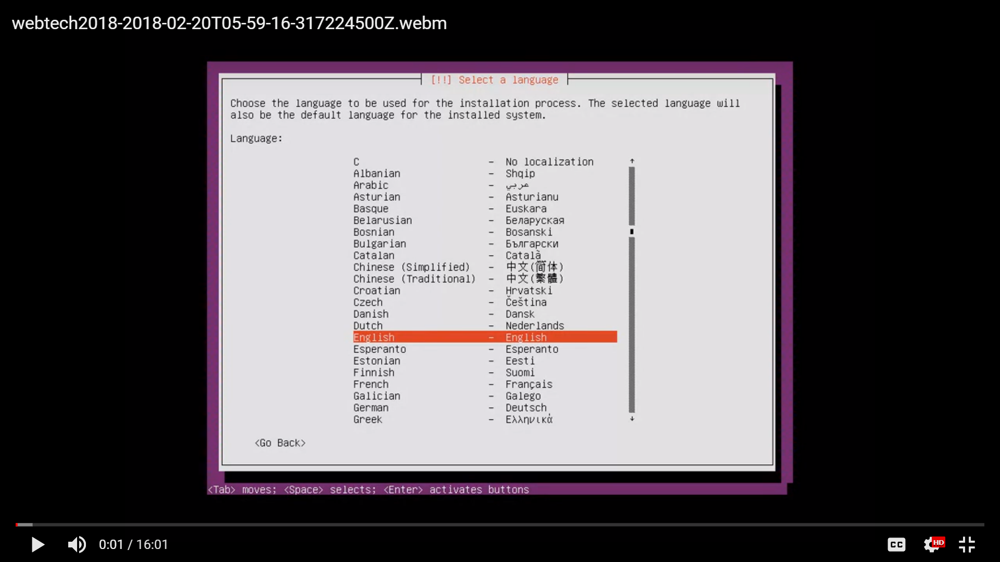 webtech2018-2018-02-20T05-59-16-317224500Z.webm
[!!] Select a language
Choose the language to be used for the installation process. The selected language will
also be the default language for the installed system.
Language:
C - No localization
Albanian - Shqip
Arabic - عربي
Asturian - Asturianu
Basque - Euskara
Belarusian - Беларуская
Bosnian - Bosanski
Bulgarian - Български
Catalan - Català
Chinese (Simplified) - 中文(简体)
Chinese (Traditional) - 中文(繁體)
Croatian - Hrvatski
Czech - Čeština
Danish - Dansk
Dutch - Nederlands
English - English
Esperanto - Esperanto
Estonian - Eesti
Finnish - Suomi
French - Français
Galician - Galego
German - Deutsch
Greek - Ελληνικά
<Go Back>
<Tab> moves; <Space> selects; <Enter> activates buttons
0:01 / 16:01
CC
HD